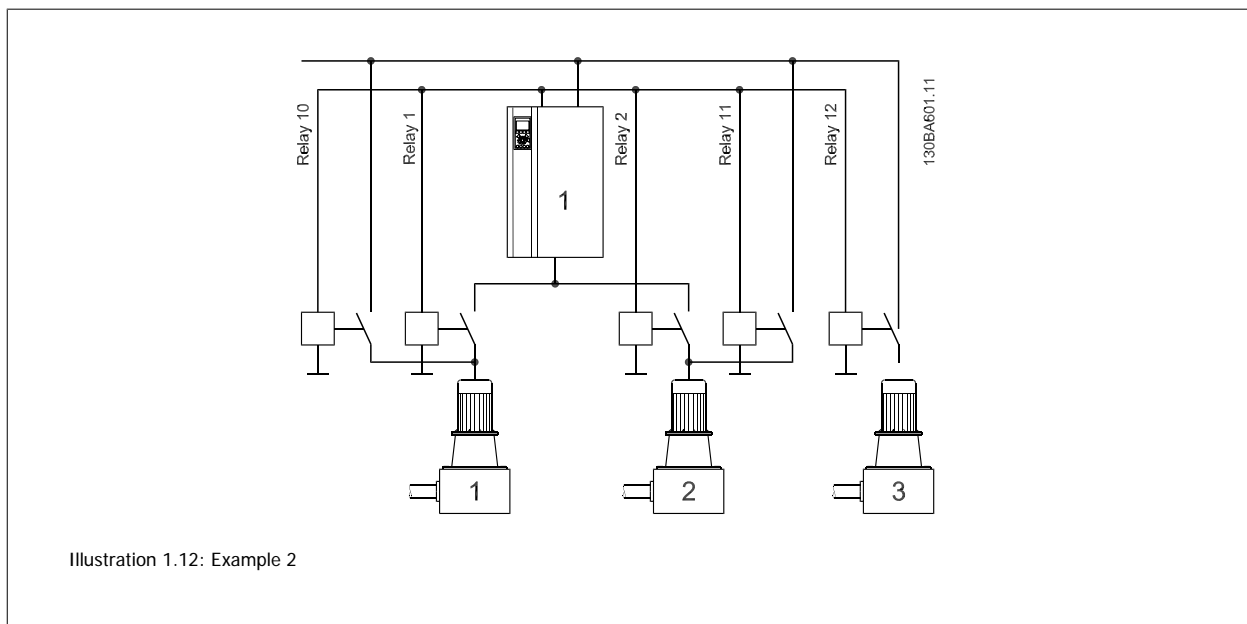 Relay 10
Relay 1
Relay 2
Relay 11
Relay 12
130BA601.11
1
1
2
3
Illustration 1.12: Example 2